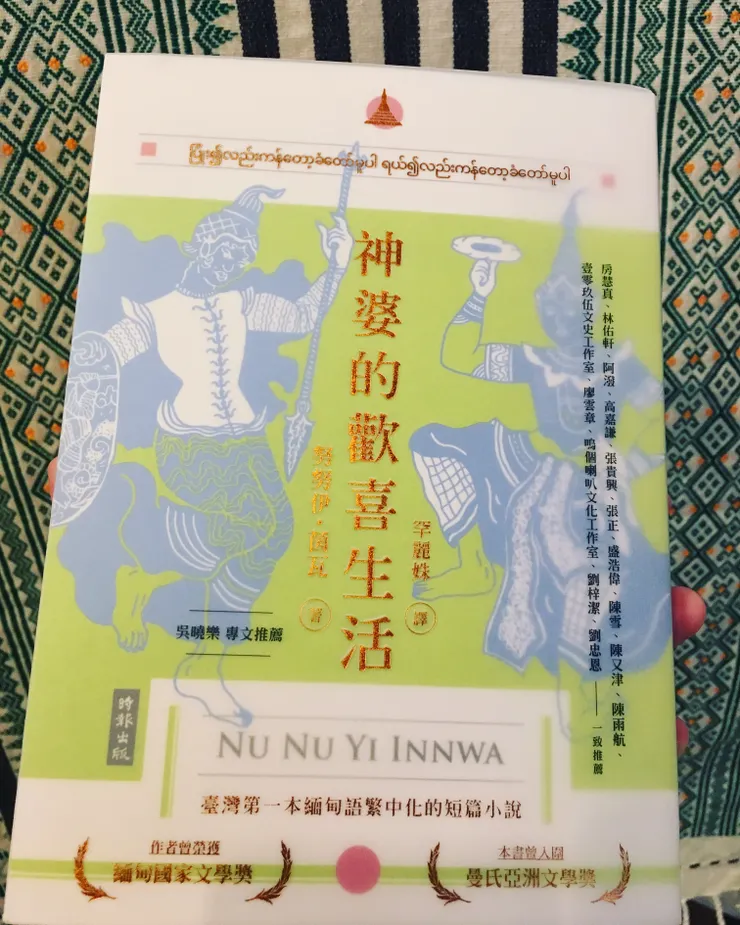 ပြုံး၍လည်းကန်တော့ခံတော်မူပါ ရယ်၍လည်းကန်တော့ခံတော်မူပါ
神婆的歡喜生活
努努伊·茵瓦 著
罕麗姝 譯
房慧真、林佑軒、阿潑、高嘉謙、張貴興、張正、盛浩偉、陳雪、陳又津、陳雨航、
壹零玖伍文史工作室、廖雲章、嗚個喇叭文化工作室、劉梓潔、劉忠恩——一致推薦
吳曉樂 專文推薦
時報出版
NU NU YI INNWA
臺灣第一本緬甸語繁中化的短篇小說
作者曾榮獲
緬甸國家文學獎
本書曾入圍
曼氏亞洲文學獎